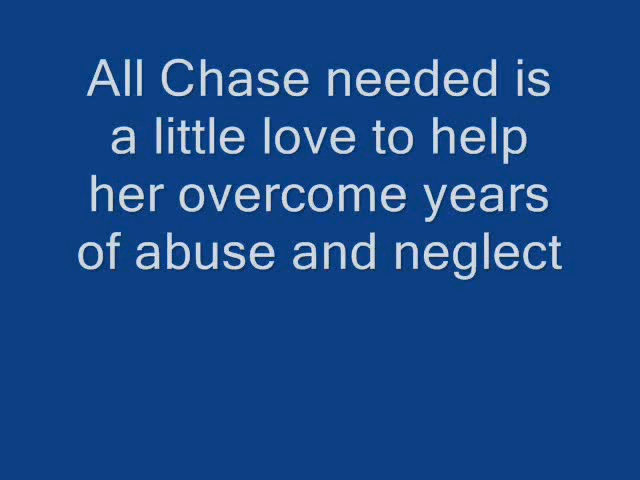 All Chase needed is
a little love to help
her overcome years
of abuse and neglect